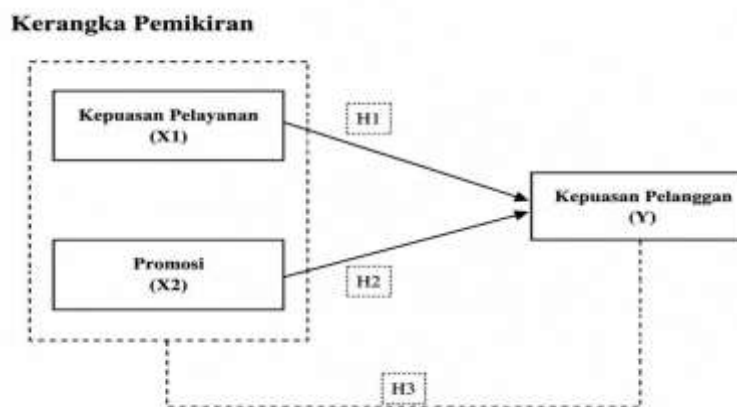 Kerangka Pemikiran
Kepuasan Pelayanan
(X1)
H1
Kepuasan Pelanggan
(Y)
Promosi
(X2)
H2
H3